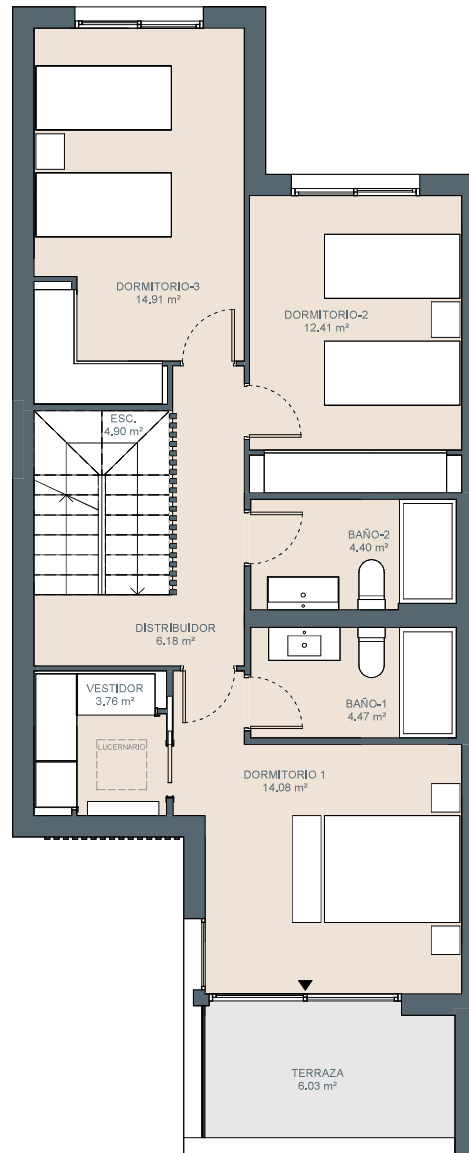 DORMITORIO-3
14.91 m²
DORMITORIO-2
12.41 m²
ESC.
4.90 m²
BAÑO-2
4.40 m²
DISTRIBUIDOR
6.18 m²
VESTIDOR
3.76 m²
BAÑO-1
4.47 m²
LUCERNARIO
DORMITORIO 1
14.08 m²
TERRAZA
6.03 m²